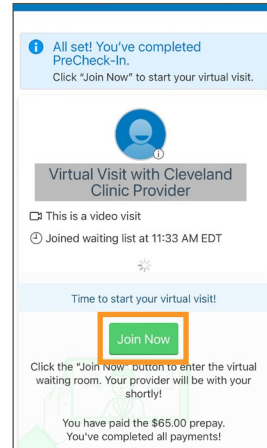 All set! You've completed
PreCheck-In.
Click "Join Now" to start your virtual visit.
Virtual Visit with Cleveland
Clinic Provider
This is a video visit
Joined waiting list at 11:33 AM EDT
Time to start your virtual visit!
Join Now
Click the "Join Now" button to enter the virtual
waiting room. Your provider will be with your
shortly!
You have paid the $65.00 prepay.
You've completed all payments!